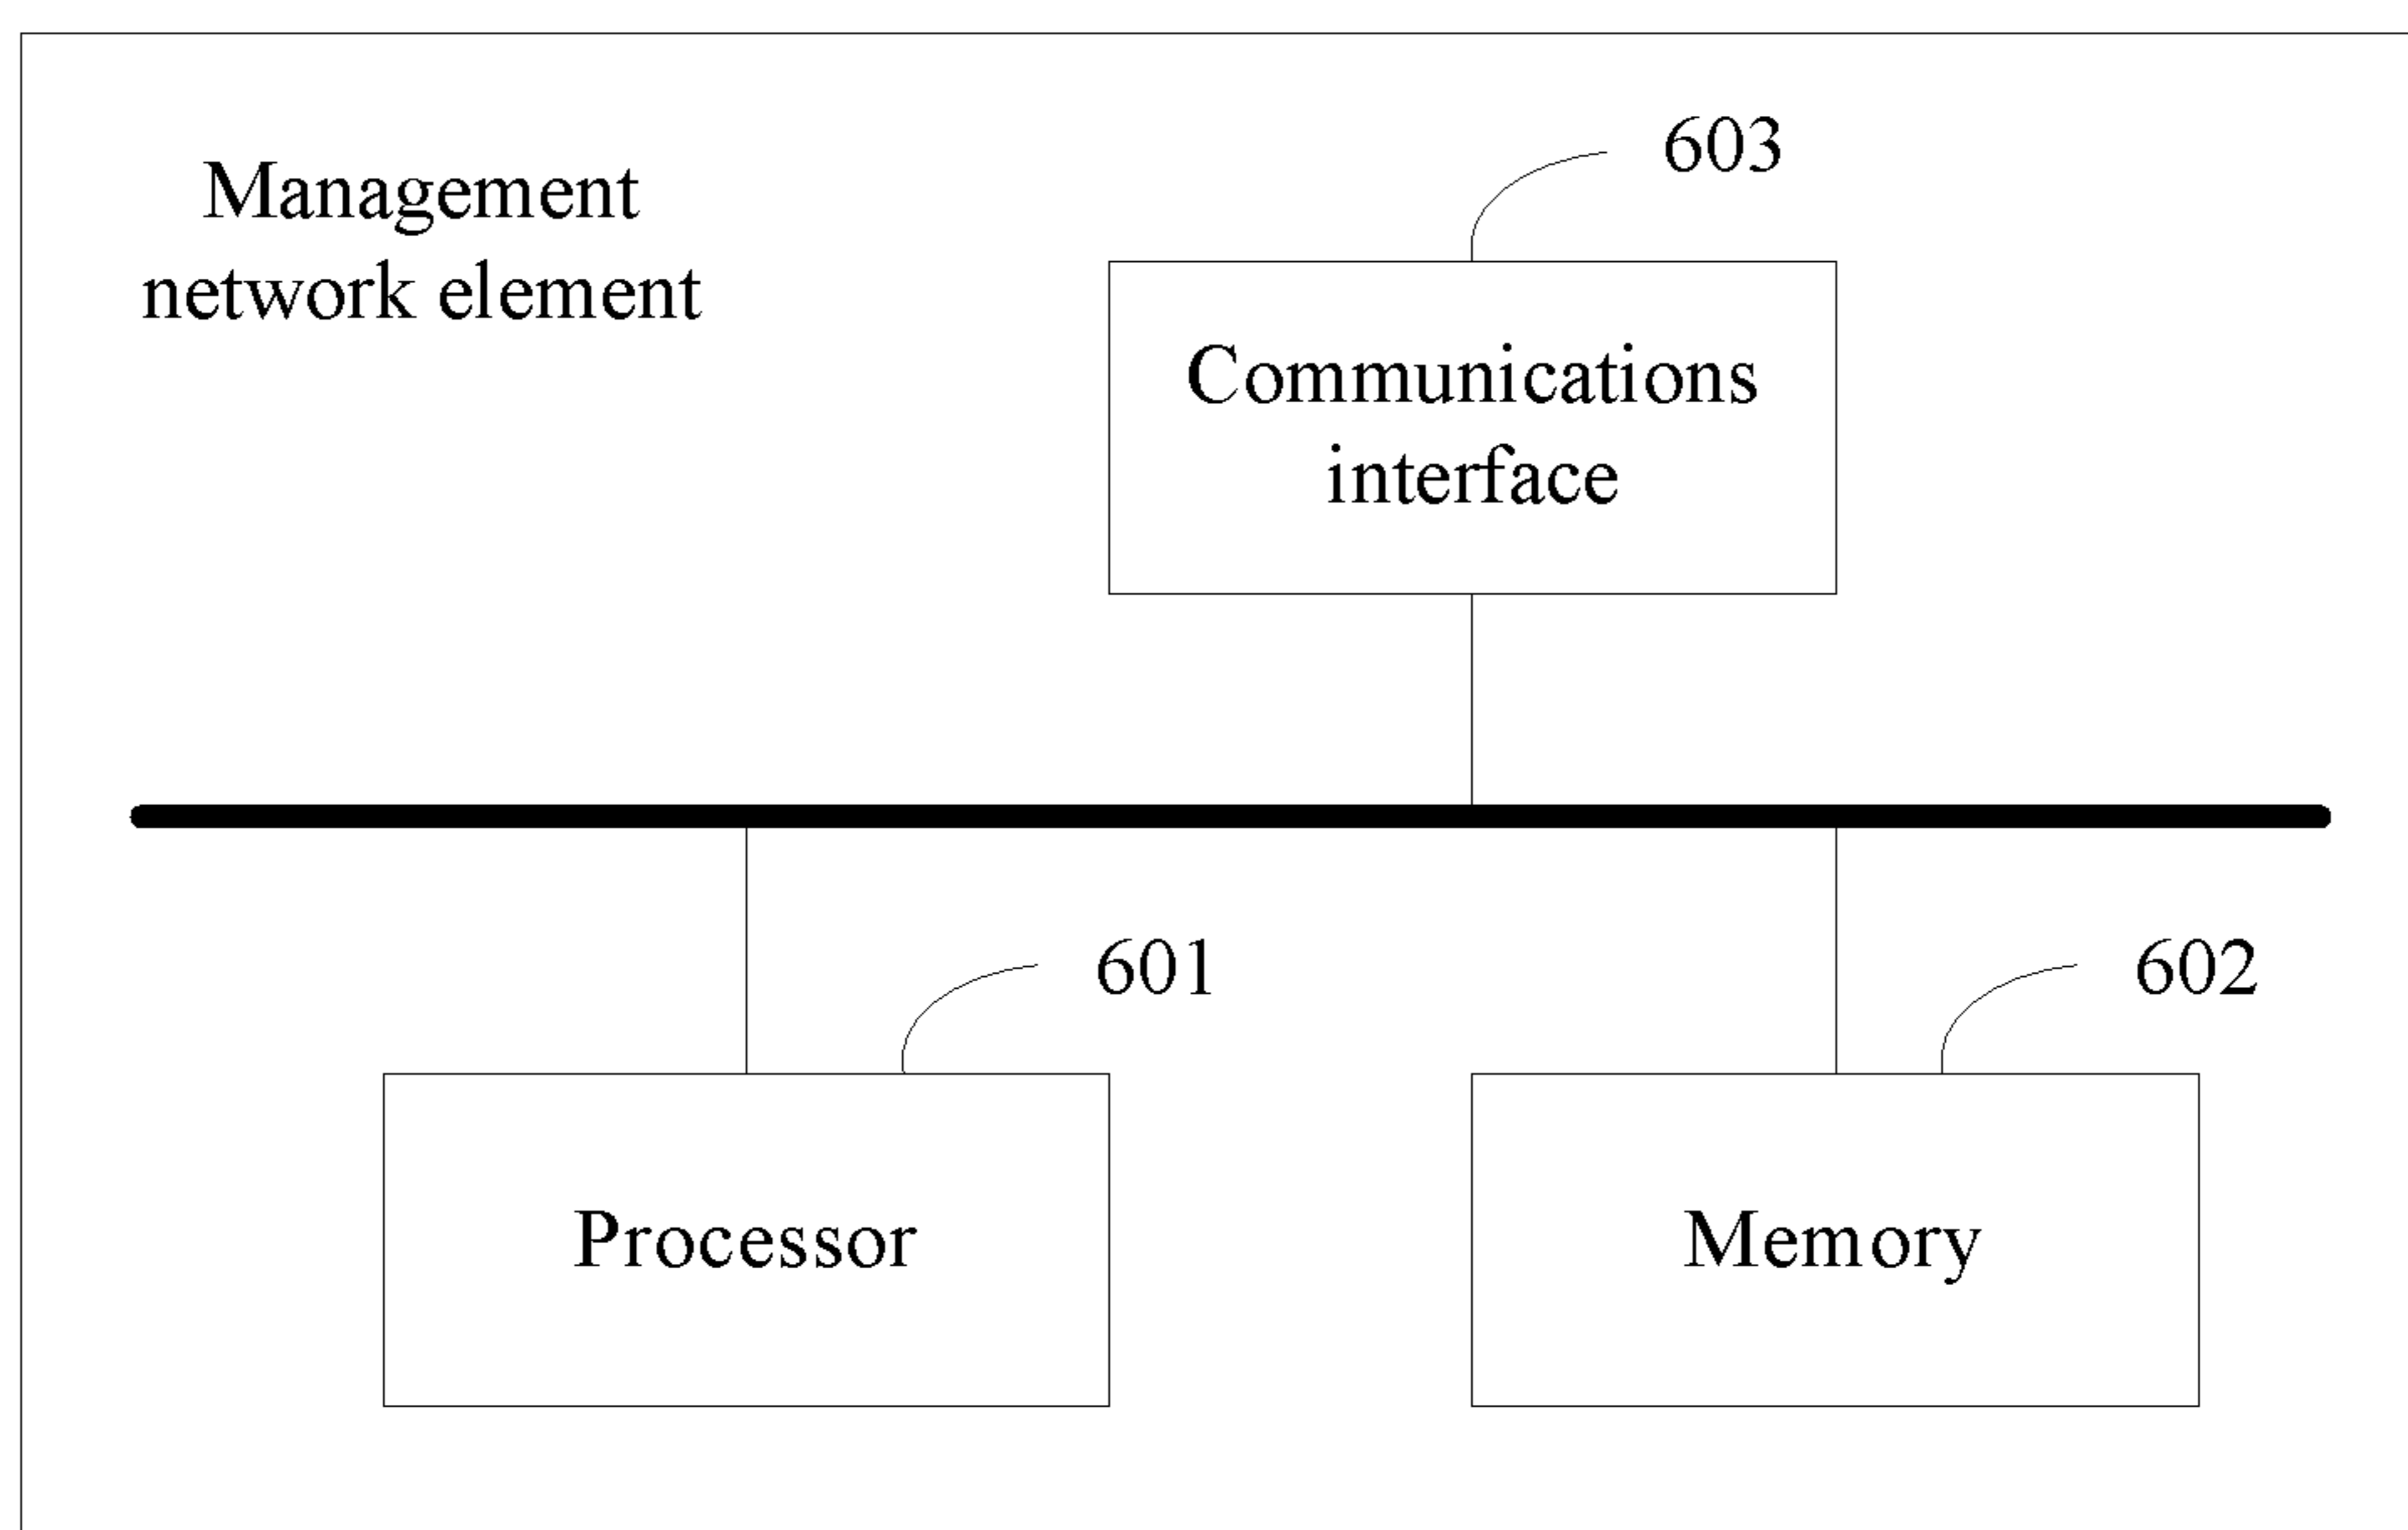 Management
network element
603
Communications
interface
601
602
Processor
Memory